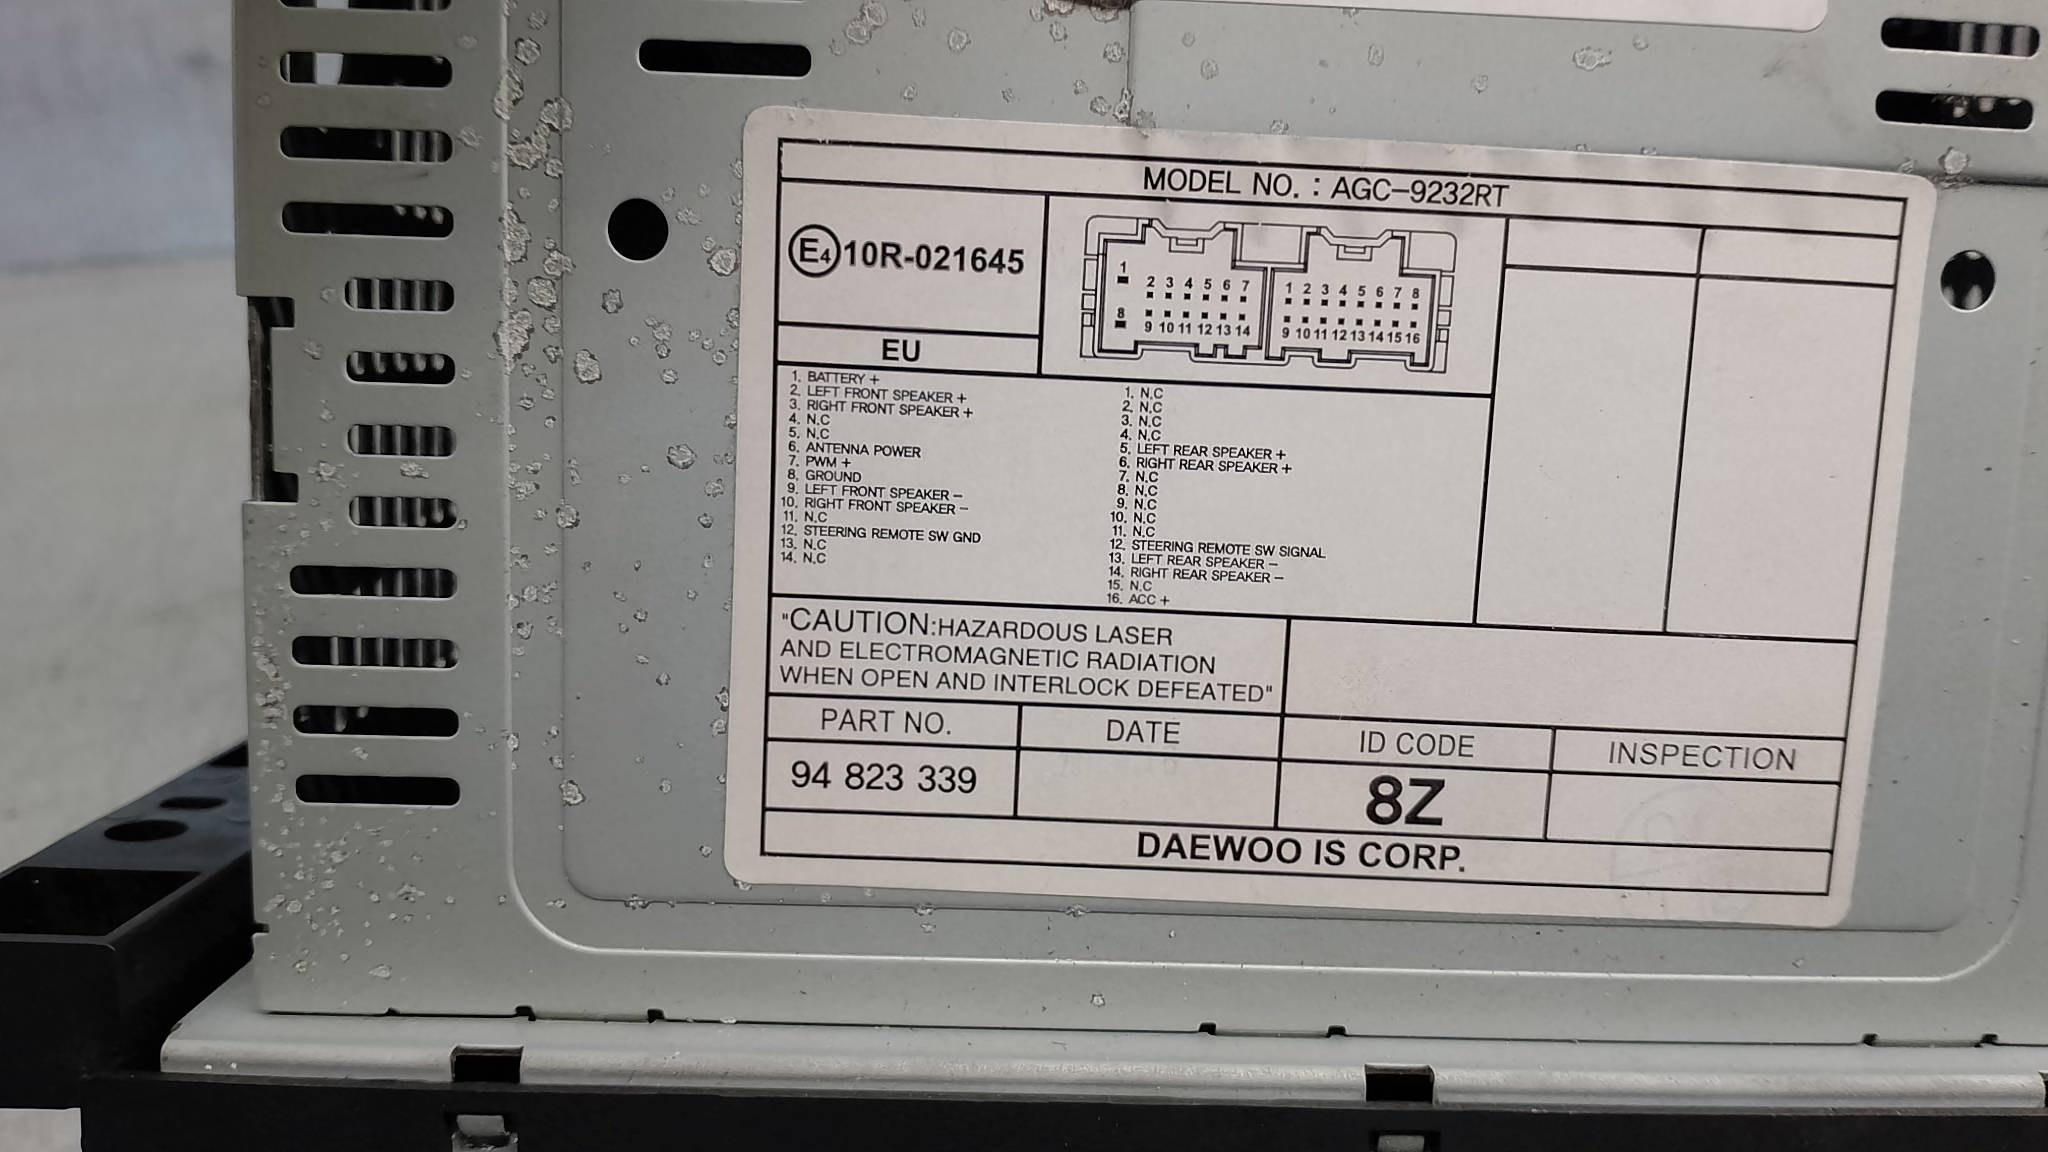 MODEL NO. : AGC-9232RT
E4 10R-021645
EU
1 2 3 4 5 6 7
8 9 10 11 12 13 14
1 2 3 4 5 6 7 8
9 10 11 12 13 14 15 16
1. BATTERY +
2. LEFT FRONT SPEAKER +
3. RIGHT FRONT SPEAKER +
4. N.C
5. N.C
6. ANTENNA POWER
7. PWM +
8. GROUND
9. LEFT FRONT SPEAKER -
10. RIGHT FRONT SPEAKER -
11. N.C
12. STEERING REMOTE SW GND
13. N.C
14. N.C
1. N.C
2. N.C
3. N.C
4. N.C
5. LEFT REAR SPEAKER +
6. RIGHT REAR SPEAKER +
7. N.C
8. N.C
9. N.C
10. N.C
11. N.C
12. STEERING REMOTE SW SIGNAL
13. LEFT REAR SPEAKER -
14. RIGHT REAR SPEAKER -
15. N.C
16. ACC +
"CAUTION:HAZARDOUS LASER
AND ELECTROMAGNETIC RADIATION
WHEN OPEN AND INTERLOCK DEFEATED"
PART NO. DATE ID CODE INSPECTION
94 823 339 8Z
DAEWOO IS CORP.